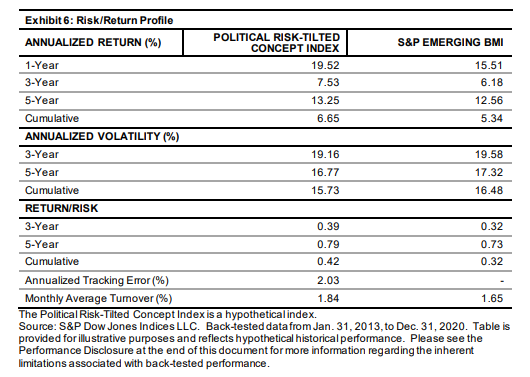 Exhibit 6: Risk/Return Profile
ANNUALIZED RETURN (%) POLITICAL RISK-TILTED CONCEPT INDEX S&P EMERGING BMI
1-Year 19.52 15.51
3-Year 7.53 6.18
5-Year 13.25 12.56
Cumulative 6.65 5.34
ANNUALIZED VOLATILITY (%)
3-Year 19.16 19.58
5-Year 16.77 17.32
Cumulative 15.73 16.48
RETURN/RISK
3-Year 0.39 0.32
5-Year 0.79 0.73
Cumulative 0.42 0.32
Annualized Tracking Error (%) 2.03 -
Monthly Average Turnover (%) 1.84 1.65
The Political Risk-Tilted Concept Index is a hypothetical index.
Source: S&P Dow Jones Indices LLC. Back-tested data from Jan. 31, 2013, to Dec. 31, 2020. Table is
provided for illustrative purposes and reflects hypothetical historical performance. Please see the
Performance Disclosure at the end of this document for more information regarding the inherent
limitations associated with back-tested performance.